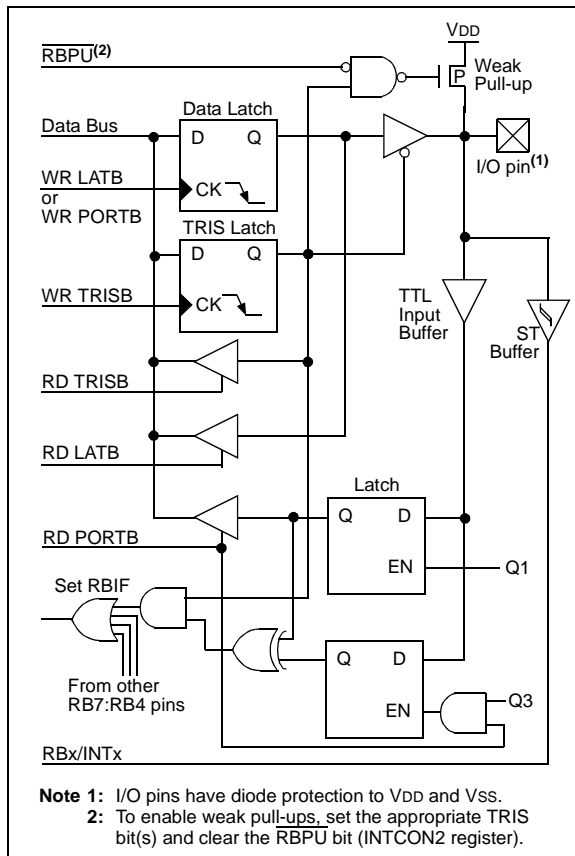 VDD
RBPU(2)
Weak
Pull-up
P
Data Latch
Data Bus
D Q
I/O pin(1)
WR LATB
or
WR PORTB
CK
TRIS Latch
D Q
WR TRISB
CK
TTL
Input
Buffer
ST
Buffer
RD TRISB
RD LATB
Latch
Q D
RD PORTB
EN
Q1
Set RBIF
Q D
From other
RB7:RB4 pins
EN
Q3
RBx/INTx
Note 1: I/O pins have diode protection to VDD and VSS.
2: To enable weak pull-ups, set the appropriate TRIS
bit(s) and clear the RBPU bit (INTCON2 register).